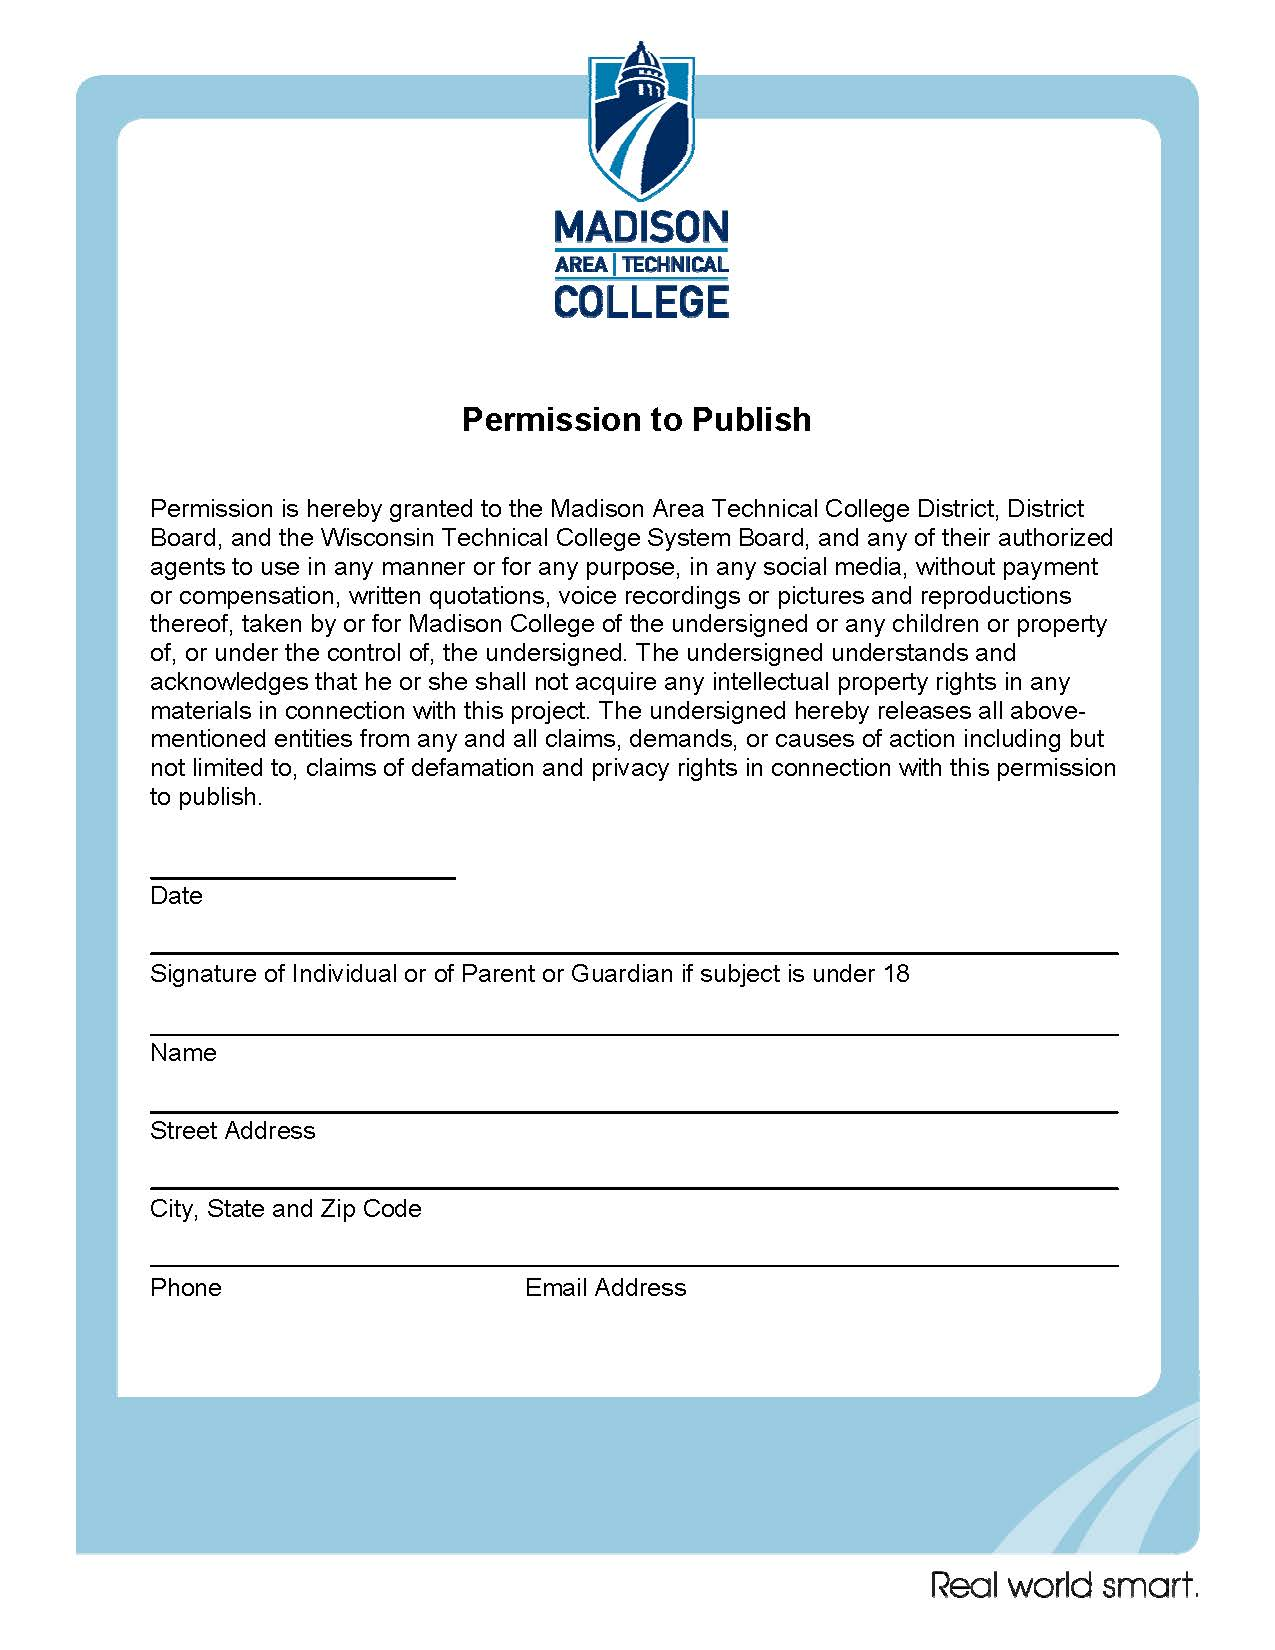 MADISON
AREA TECHNICAL
COLLEGE
Permission to Publish
Permission is hereby granted to the Madison Area Technical College District, District
Board, and the Wisconsin Technical College System Board, and any of their authorized
agents to use in any manner or for any purpose, in any social media, without payment
or compensation, written quotations, voice recordings or pictures and reproductions
thereof, taken by or for Madison College of the undersigned or any children or property
of, or under the control of, the undersigned. The undersigned understands and
acknowledges that he or she shall not acquire any intellectual property rights in any
materials in connection with this project. The undersigned hereby releases all above-
mentioned entities from any and all claims, demands, or causes of action including but
not limited to, claims of defamation and privacy rights in connection with this permission
to publish.
Date
Signature of Individual or of Parent or Guardian if subject is under 18
Name
Street Address
City, State and Zip Code
Phone Email Address
Real world smart.